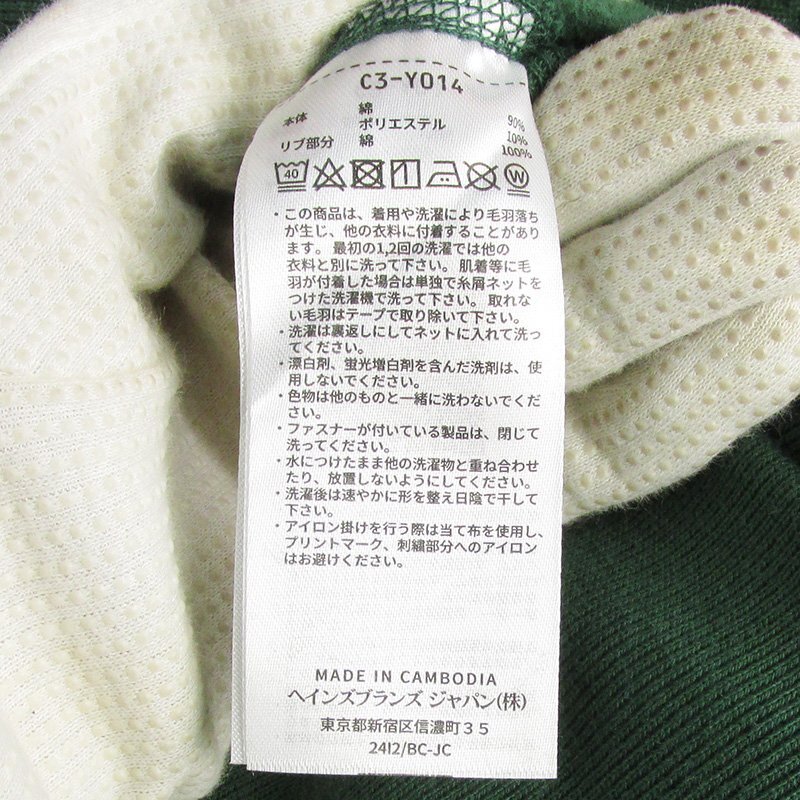 C3-Y014
本体 綿 90%
ポリエステル 10%
リブ部分 綿 100%
40 W
・この商品は、着用や洗濯により毛羽落ち
が生じ、他の衣料に付着することがあり
ます。最初の1,2回の洗濯では他の
衣料と別に洗って下さい。肌着等に毛
羽が付着した場合は単独で糸屑ネットを
つけた洗濯機で洗って下さい。取れな
い毛羽はテープで取り除いて下さい。
・洗濯は裏返しにしてネットに入れて洗っ
てください。
・漂白剤、蛍光増白剤を含んだ洗剤は、使
用しないでください。
・色物は他のものと一緒に洗わないでくだ
さい。
・ファスナーが付いている製品は、閉じて
洗ってください。
・水につけたまま他の洗濯物と重ね合わせ
たり、放置しないようにしてください。
・洗濯後は速やかに形を整え日陰で干して
下さい。
・アイロン掛けを行う際は当て布を使用し、
プリントマーク、刺繍部分へのアイロン
はお避けください。
MADE IN CAMBODIA
ヘインズブランズ ジャパン(株)
東京都新宿区信濃町35
2412/BC-JC